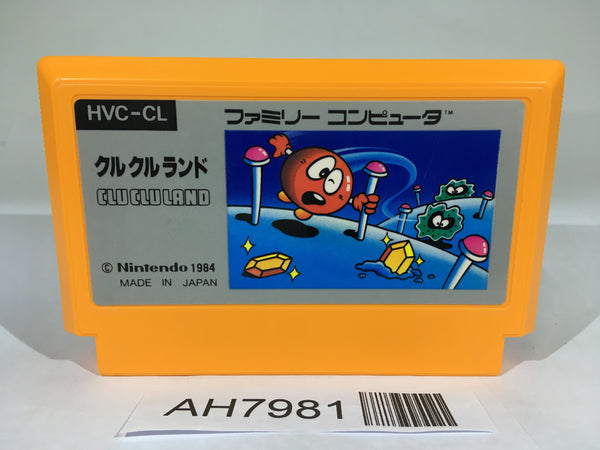 HVC-CL
ファミリー コンピュータ™
クル クル ランド
CLU CLU LAND
© Nintendo 1984
MADE IN JAPAN
AH7981